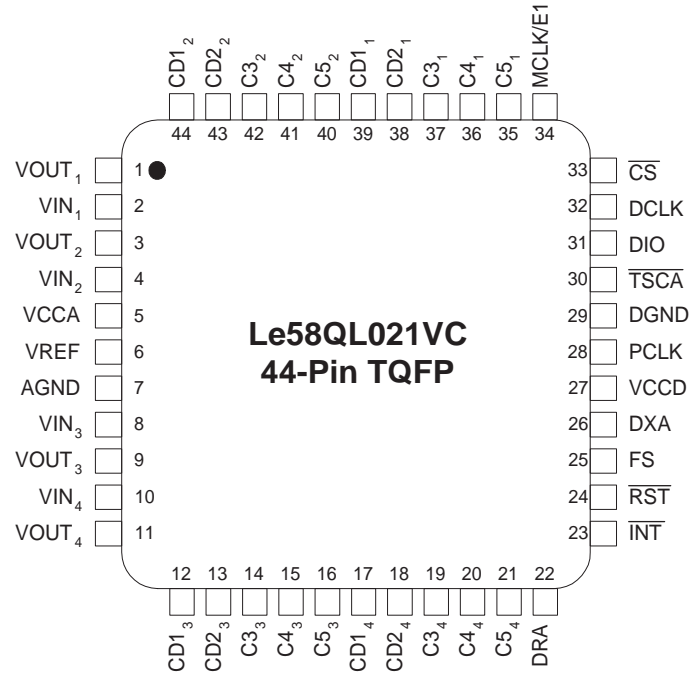 CD1₂ CD2₂ C3₂ C4₂ C5₂ CD1₁ CD2₁ C3₁ C4₁ C5₁ MCLK/E1
44 43 42 41 40 39 38 37 36 35 34
VOUT₁ 1
VIN₁ 2
VOUT₂ 3
VIN₂ 4
VCCA 5
VREF 6
AGND 7
VIN₃ 8
VOUT₃ 9
VIN₄ 10
VOUT₄ 11
Le58QL021VC
44-Pin TQFP
33 C̅S̅
32 DCLK
31 DIO
30 T̅S̅C̅A̅
29 DGND
28 PCLK
27 VCCD
26 DXA
25 FS
24 R̅S̅T̅
23 I̅N̅T̅
12 13 14 15 16 17 18 19 20 21 22
CD1₃ CD2₃ C3₃ C4₃ C5₃ CD1₄ CD2₄ C3₄ C4₄ C5₄ DRA